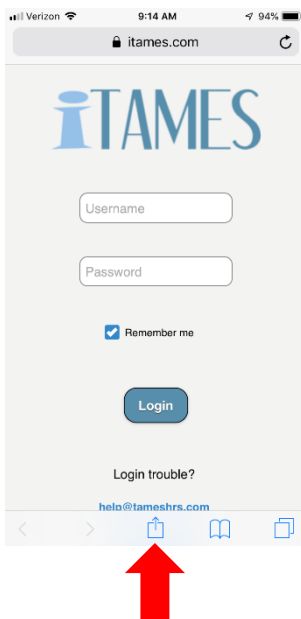 Verizon 9:14 AM 94%
itames.com
iTAMES
Username
Password
Remember me
Login
Login trouble?
help@tameshrs.com